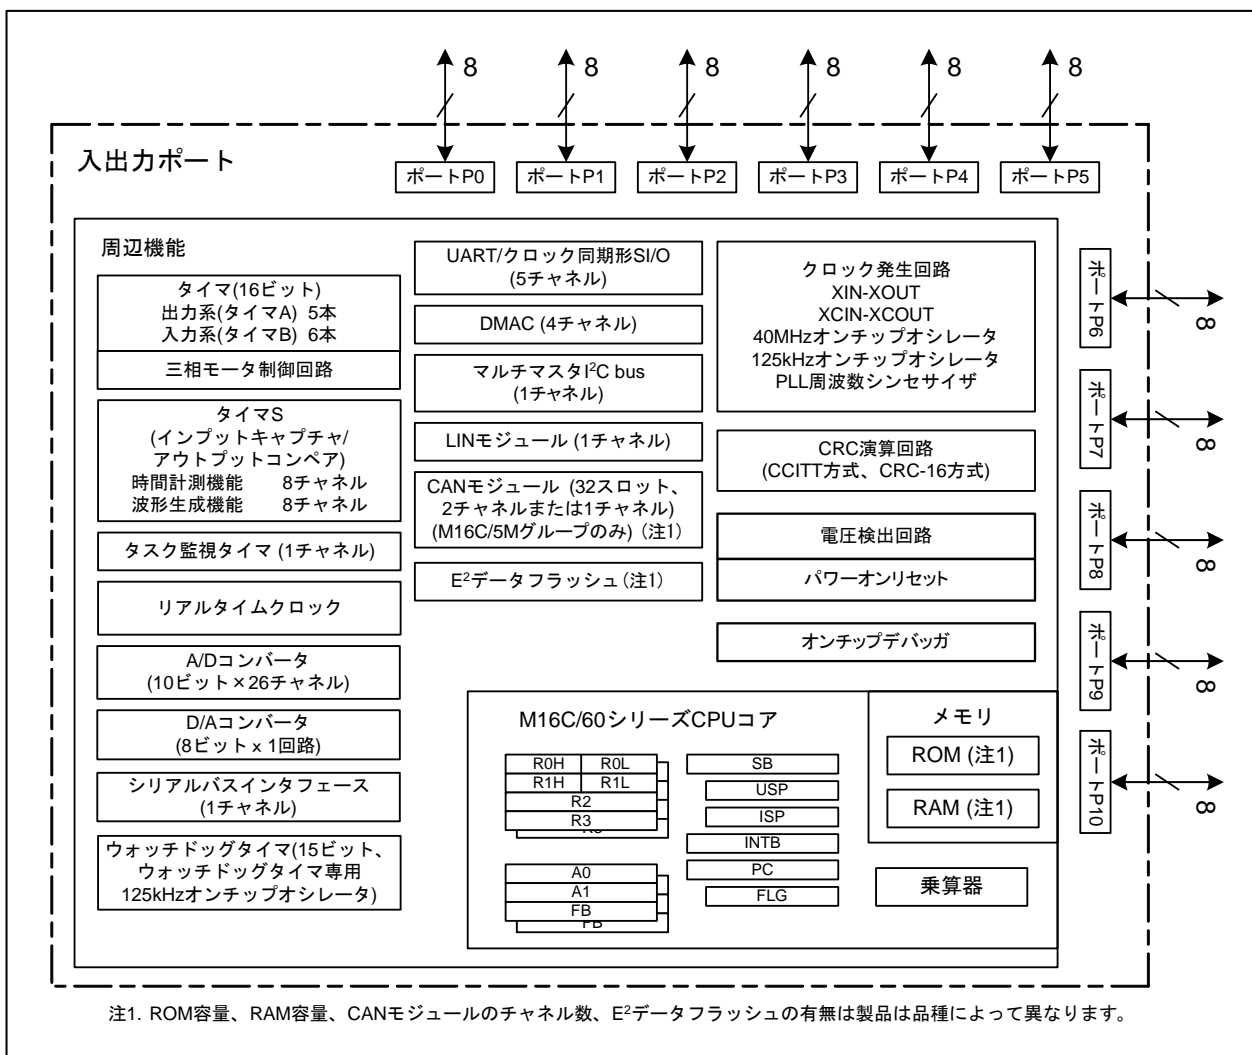 8 8 8 8 8 8
入出力ポート
ポートP0 ポートP1 ポートP2 ポートP3 ポートP4 ポートP5
周辺機能
タイマ(16ビット)
出力系(タイマA) 5本
入力系(タイマB) 6本
三相モータ制御回路
タイマS
(インプットキャプチャ/
アウトプットコンペア)
時間計測機能 8チャネル
波形生成機能 8チャネル
タスク監視タイマ (1チャネル)
リアルタイムクロック
A/Dコンバータ
(10ビット×26チャネル)
D/Aコンバータ
(8ビット x 1回路)
シリアルバスインタフェース
(1チャネル)
ウォッチドッグタイマ(15ビット、
ウォッチドッグタイマ専用
125kHzオンチップオシレータ)
UART/クロック同期形SI/O
(5チャネル)
DMAC (4チャネル)
マルチマスタI²C bus
(1チャネル)
LINモジュール (1チャネル)
CANモジュール (32スロット、
2チャネルまたは1チャネル)
(M16C/5Mグループのみ) (注1)
E²データフラッシュ(注1)
クロック発生回路
XIN-XOUT
XCIN-XCOUT
40MHzオンチップオシレータ
125kHzオンチップオシレータ
PLL周波数シンセサイザ
CRC演算回路
(CCITT方式、CRC-16方式)
電圧検出回路
パワーオンリセット
オンチップデバッガ
M16C/60シリーズCPUコア
R0H R0L
R1H R1L
R2
R3
A0
A1
FB
FB
SB
USP
ISP
INTB
PC
FLG
メモリ
ROM (注1)
RAM (注1)
乗算器
ポートP6
8
ポートP7
8
ポートP8
8
ポートP9
8
ポートP10
8
注1. ROM容量、RAM容量、CANモジュールのチャネル数、E²データフラッシュの有無は製品は品種によって異なります。